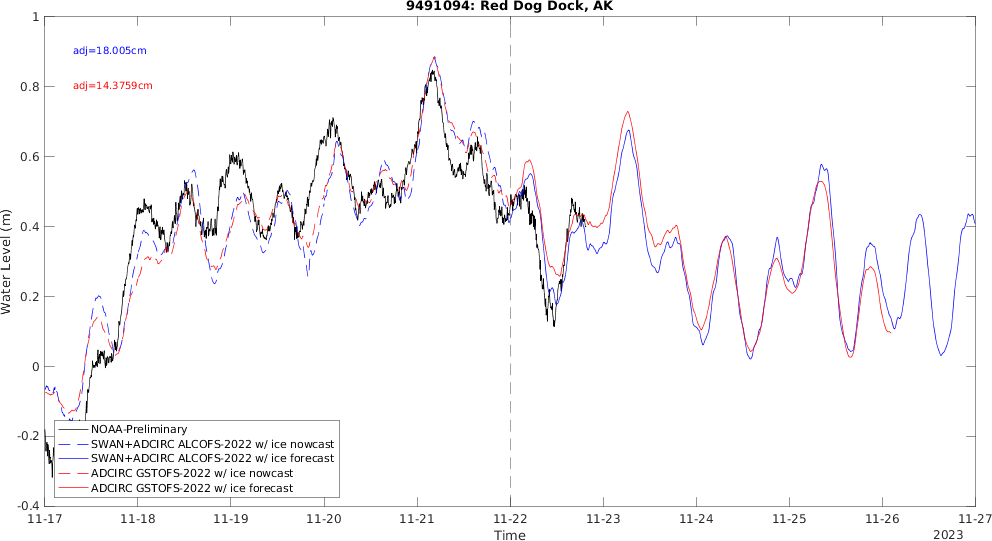 9491094: Red Dog Dock, AK
adj=18.005cm
adj=14.3759cm
Water Level (m)
1
0.8
0.6
0.4
0.2
0
-0.2
-0.4
NOAA-Preliminary
SWAN+ADCIRC ALCOFS-2022 w/ ice nowcast
SWAN+ADCIRC ALCOFS-2022 w/ ice forecast
ADCIRC GSTOFS-2022 w/ ice nowcast
ADCIRC GSTOFS-2022 w/ ice forecast
11-17 11-18 11-19 11-20 11-21 11-22 11-23 11-24 11-25 11-26 11-27
Time
2023